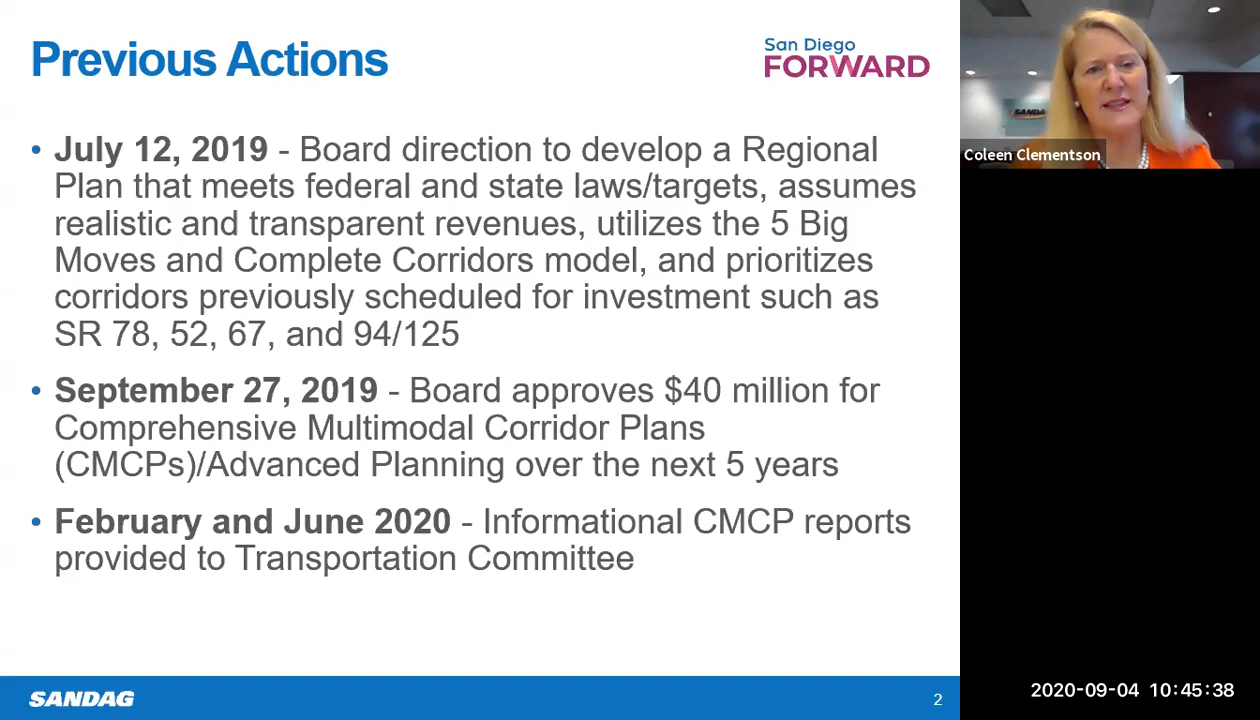 Previous Actions
San Diego
FORWARD
• July 12, 2019 - Board direction to develop a Regional
Plan that meets federal and state laws/targets, assumes
realistic and transparent revenues, utilizes the 5 Big
Moves and Complete Corridors model, and prioritizes
corridors previously scheduled for investment such as
SR 78, 52, 67, and 94/125
• September 27, 2019 - Board approves $40 million for
Comprehensive Multimodal Corridor Plans
(CMCPs)/Advanced Planning over the next 5 years
• February and June 2020 - Informational CMCP reports
provided to Transportation Committee
SANDAG
2
SANDA
Coleen Clementson
2020-09-04 10:45:38